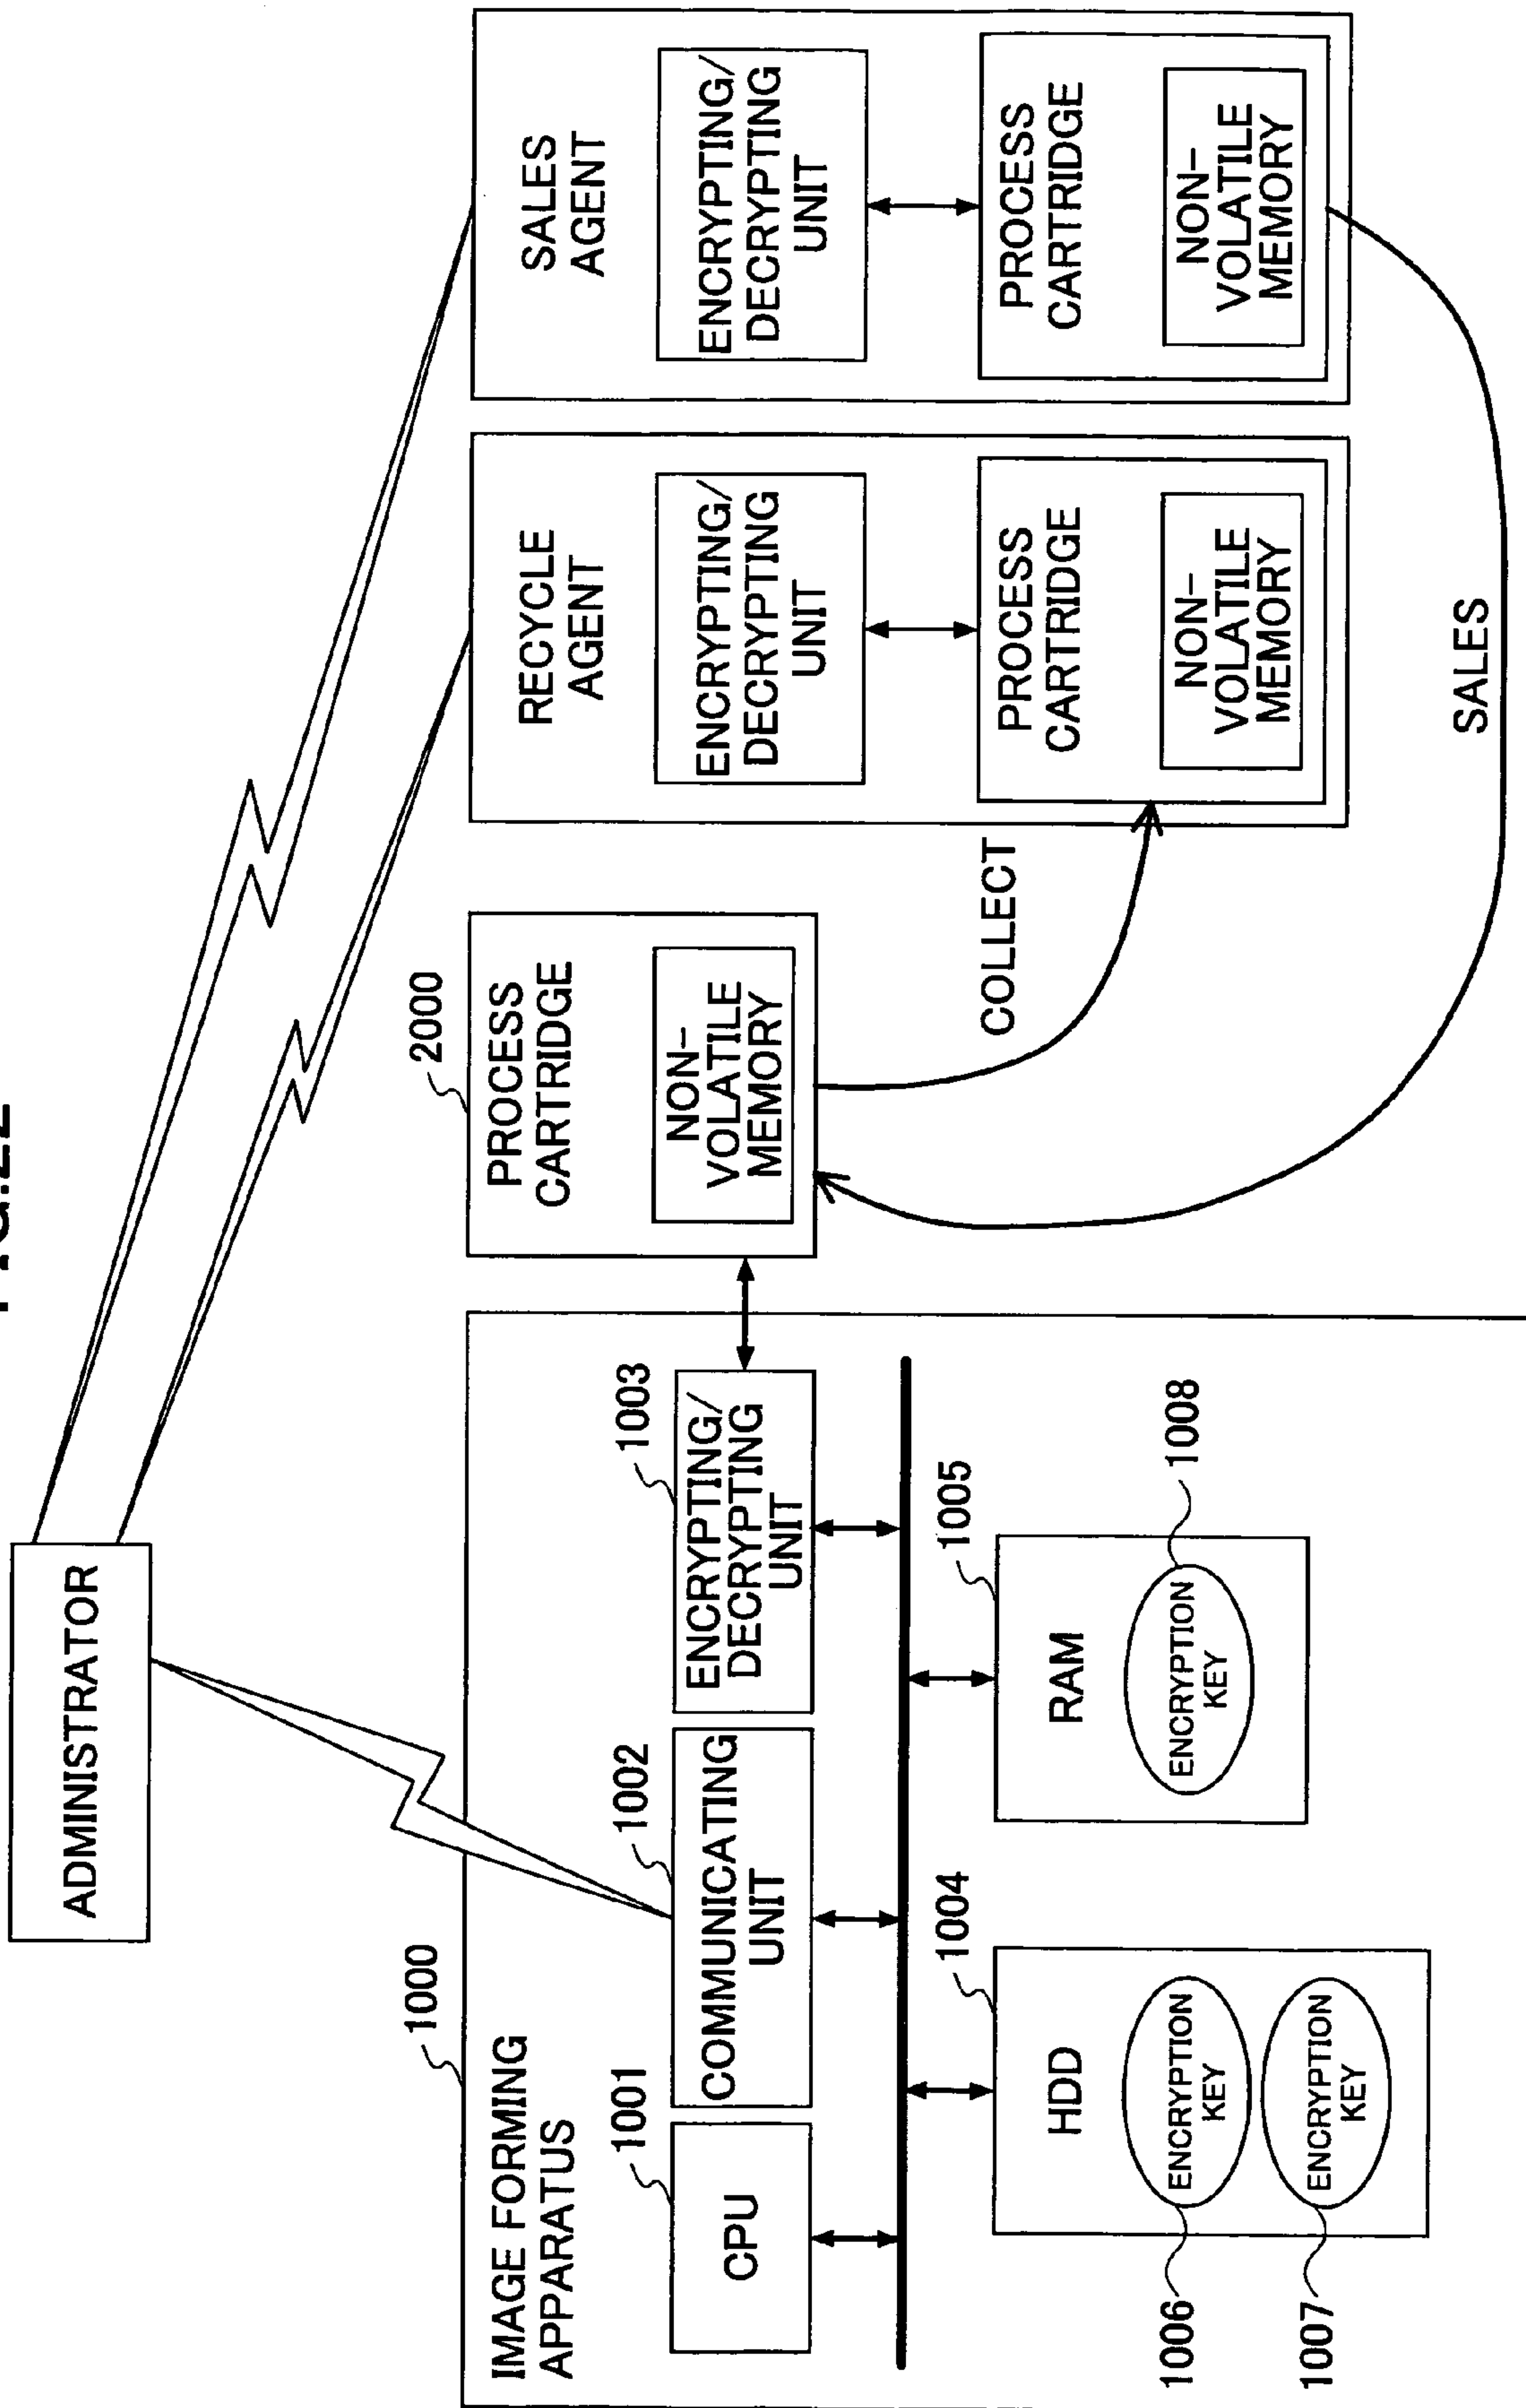 ADMINISTRATOR
1000
IMAGE FORMING
APPARATUS
1001
CPU
1002
COMMUNICATING
UNIT
1003
ENCRYPTING/
DECRYPTING
UNIT
1004
HDD
ENCRYPTION
KEY
ENCRYPTION
KEY
1006
1007
1005
RAM
ENCRYPTION
KEY
1008
2000
PROCESS
CARTRIDGE
NON-
VOLATILE
MEMORY
COLLECT
RECYCLE
AGENT
ENCRYPTING/
DECRYPTING
UNIT
PROCESS
CARTRIDGE
NON-
VOLATILE
MEMORY
SALES
AGENT
ENCRYPTING/
DECRYPTING
UNIT
PROCESS
CARTRIDGE
NON-
VOLATILE
MEMORY
SALES